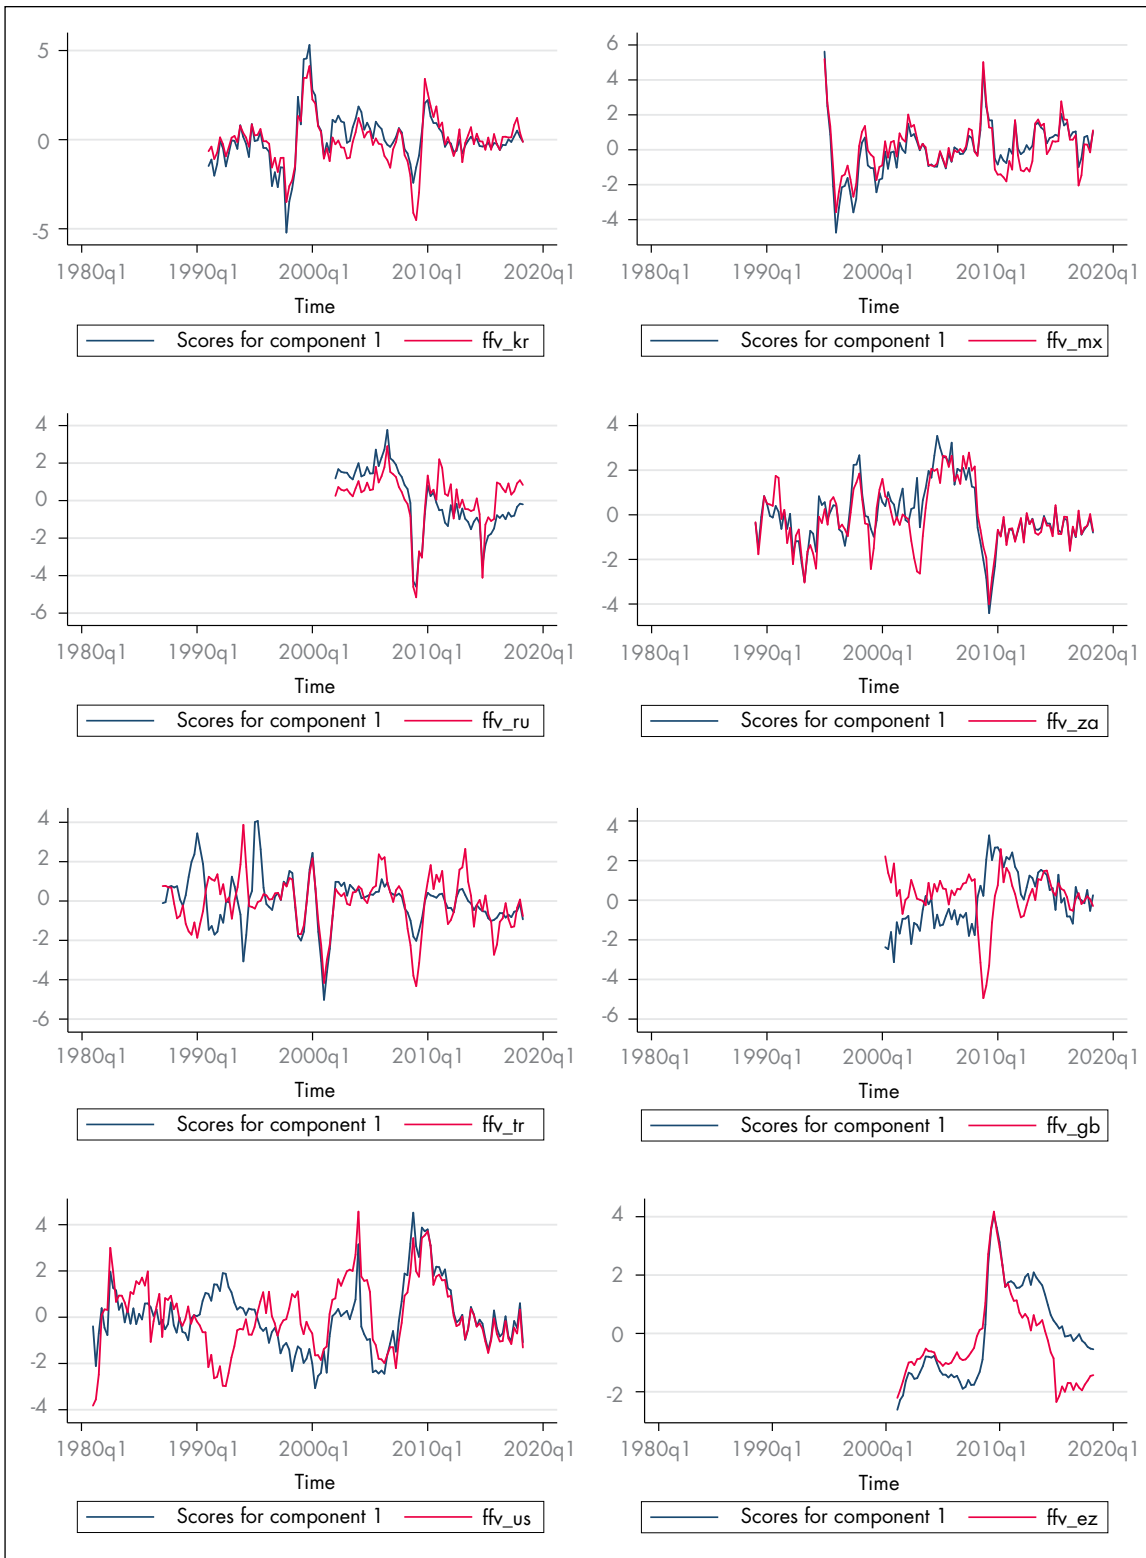 5
0
-5
1980q1 1990q1 2000q1 2010q1 2020q1
Time
Scores for component 1 ffv_kr
6
4
2
0
-2
-4
1980q1 1990q1 2000q1 2010q1 2020q1
Time
Scores for component 1 ffv_mx
4
2
0
-2
-4
-6
1980q1 1990q1 2000q1 2010q1 2020q1
Time
Scores for component 1 ffv_ru
4
2
0
-2
-4
1980q1 1990q1 2000q1 2010q1 2020q1
Time
Scores for component 1 ffv_za
4
2
0
-2
-4
-6
1980q1 1990q1 2000q1 2010q1 2020q1
Time
Scores for component 1 ffv_tr
4
2
0
-2
-4
-6
1980q1 1990q1 2000q1 2010q1 2020q1
Time
Scores for component 1 ffv_gb
4
2
0
-2
-4
1980q1 1990q1 2000q1 2010q1 2020q1
Time
Scores for component 1 ffv_us
4
2
0
-2
1980q1 1990q1 2000q1 2010q1 2020q1
Time
Scores for component 1 ffv_ez